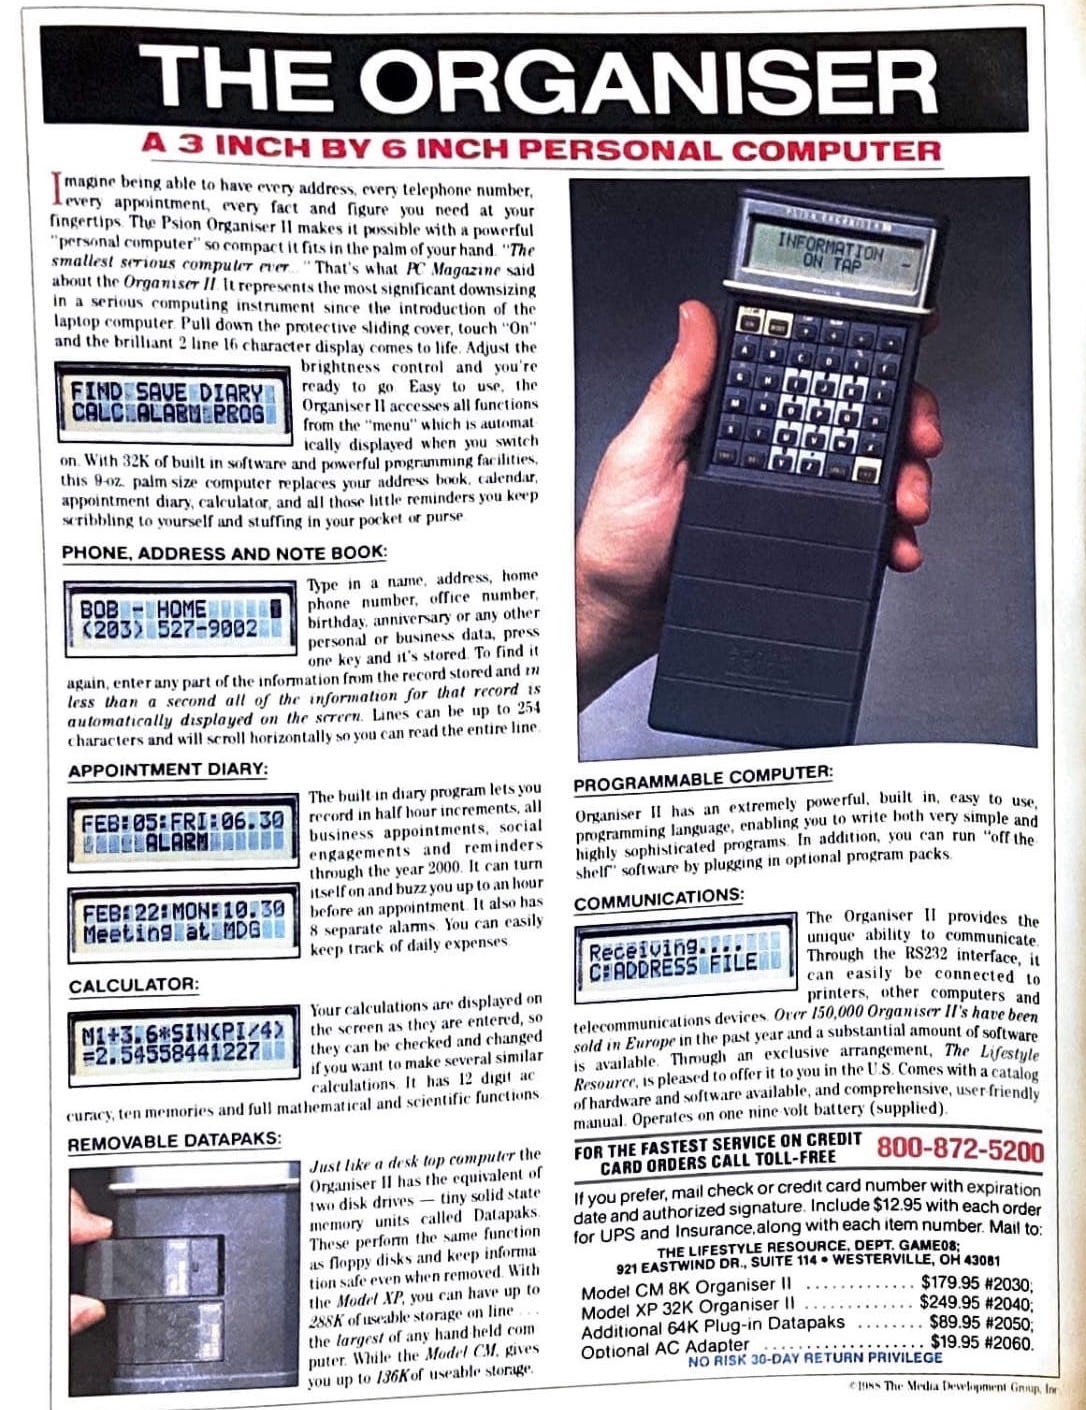 THE ORGANISER
A 3 INCH BY 6 INCH PERSONAL COMPUTER
Imagine being able to have every address, every telephone number,
every appointment, every fact and figure you need at your
fingertips. The Psion Organiser II makes it possible with a powerful
"personal computer" so compact it fits in the palm of your hand. "The
smallest serious computer ever..." That's what PC Magazine said
about the Organiser II. It represents the most significant downsizing
in a serious computing instrument since the introduction of the
laptop computer. Pull down the protective sliding cover, touch "On"
and the brilliant 2 line 16 character display comes to life. Adjust the
FIND SAVE DIARY
CALC ALARM PROG
brightness control and you're
ready to go. Easy to use, the
Organiser II accesses all functions
from the "menu" which is automat
ically displayed when you switch
on. With 32K of built in software and powerful programming facilities,
this 9-oz. palm size computer replaces your address book, calendar,
appointment diary, calculator, and all those little reminders you keep
scribbling to yourself and stuffing in your pocket or purse
PHONE, ADDRESS AND NOTE BOOK:
BOB - HOME
(203) 527-9002
Type in a name, address, home
phone number, office number,
birthday, anniversary or any other
personal or business data, press
one key and it's stored. To find it
again, enter any part of the information from the record stored and in
less than a second all of the information for that record is
automatically displayed on the screen. Lines can be up to 254
characters and will scroll horizontally so you can read the entire line.
APPOINTMENT DIARY:
FEB:05:FRI:06.30
ALARM
FEB:22:MON:10.30
Meeting at MDG
The built in diary program lets you
record in half hour increments, all
business appointments, social
engagements and reminders
through the year 2000. It can turn
itself on and buzz you up to an hour
before an appointment. It also has
8 separate alarms. You can easily
keep track of daily expenses
CALCULATOR:
M1+3.6*SIN(PI/4)
=2.54558441227
Your calculations are displayed on
the screen as they are entered, so
they can be checked and changed
if you want to make several similar
calculations. It has 12 digit ac
curacy, ten memories and full mathematical and scientific functions
REMOVABLE DATAPAKS:
Just like a desk top computer the
Organiser II has the equivalent of
two disk drives — tiny solid state
memory units called Datapaks.
These perform the same function
as floppy disks and keep informa
tion safe even when removed. With
the Model XP, you can have up to
288K of useable storage on line ...
the largest of any hand held com
puter. While the Model CM, gives
you up to 136K of useable storage.
INFORMATION
ON TAP
PROGRAMMABLE COMPUTER:
Organiser II has an extremely powerful, built in, easy to use,
programming language, enabling you to write both very simple and
highly sophisticated programs. In addition, you can run "off the
shelf" software by plugging in optional program packs.
COMMUNICATIONS:
Receiving....
C:ADDRESS FILE
The Organiser II provides the
unique ability to communicate.
Through the RS232 interface, it
can easily be connected to
printers, other computers and
telecommunications devices. Over 150,000 Organiser II's have been
sold in Europe in the past year and a substantial amount of software
is available. Through an exclusive arrangement, The Lifestyle
Resource, is pleased to offer it to you in the U.S. Comes with a catalog
of hardware and software available, and comprehensive, user-friendly
manual. Operates on one nine volt battery (supplied).
FOR THE FASTEST SERVICE ON CREDIT
CARD ORDERS CALL TOLL-FREE
800-872-5200
If you prefer, mail check or credit card number with expiration
date and authorized signature. Include $12.95 with each order
for UPS and Insurance, along with each item number. Mail to:
THE LIFESTYLE RESOURCE, DEPT. GAME08;
921 EASTWIND DR., SUITE 114 • WESTERVILLE, OH 43081
Model CM 8K Organiser II ............ $179.95 #2030;
Model XP 32K Organiser II ............ $249.95 #2040;
Additional 64K Plug-in Datapaks ........ $89.95 #2050;
Optional AC Adapter .................... $19.95 #2060.
NO RISK 30-DAY RETURN PRIVILEGE
©1988 The Media Development Group, Inc